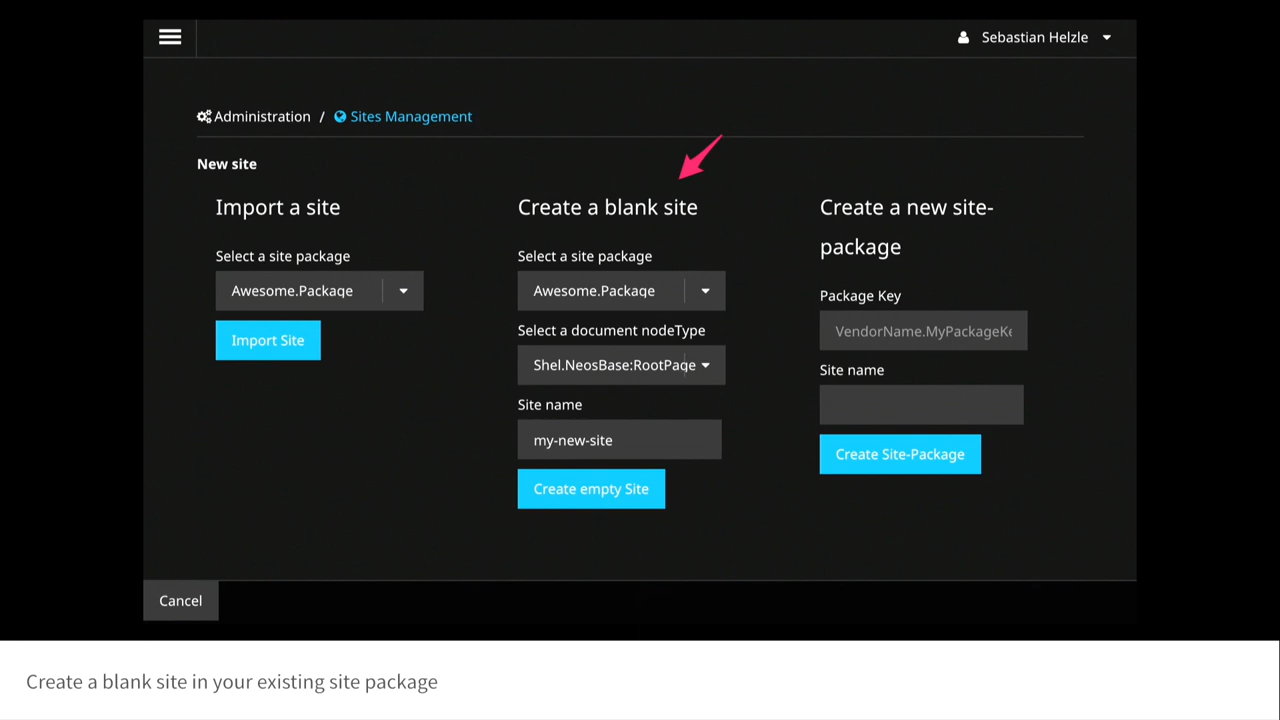 Sebastian Helzle
Administration / Sites Management
New site
Import a site
Select a site package
Awesome.Package
Import Site
Create a blank site
Select a site package
Awesome.Package
Select a document nodeType
Shel.NeosBase:RootPage
Site name
my-new-site
Create empty Site
Create a new site-
package
Package Key
VendorName.MyPackageKe
Site name
Create Site-Package
Cancel
Create a blank site in your existing site package